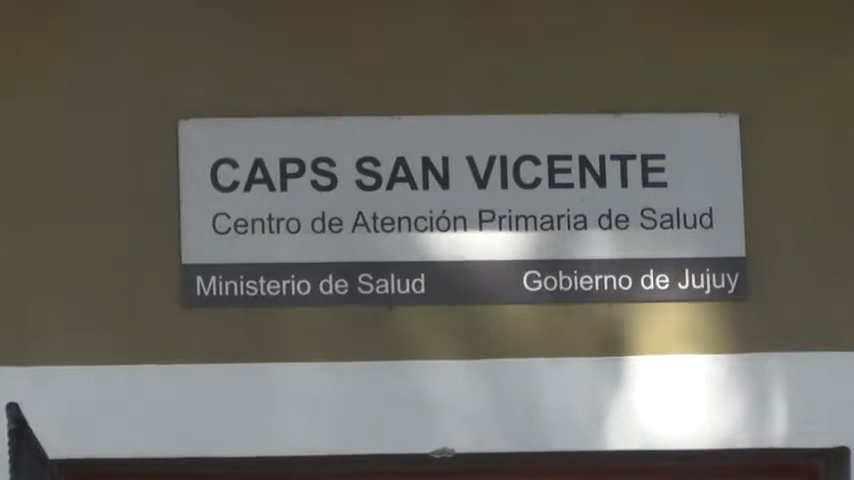 CAPS SAN VICENTE
Centro de Atención Primaria de Salud
Ministerio de Salud Gobierno de Jujuy